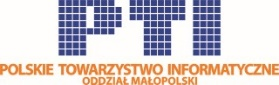 PTI
POLSKIE TOWARZYSTWO INFORMATYCZNE
ODDZIAŁ MAŁOPOLSKI